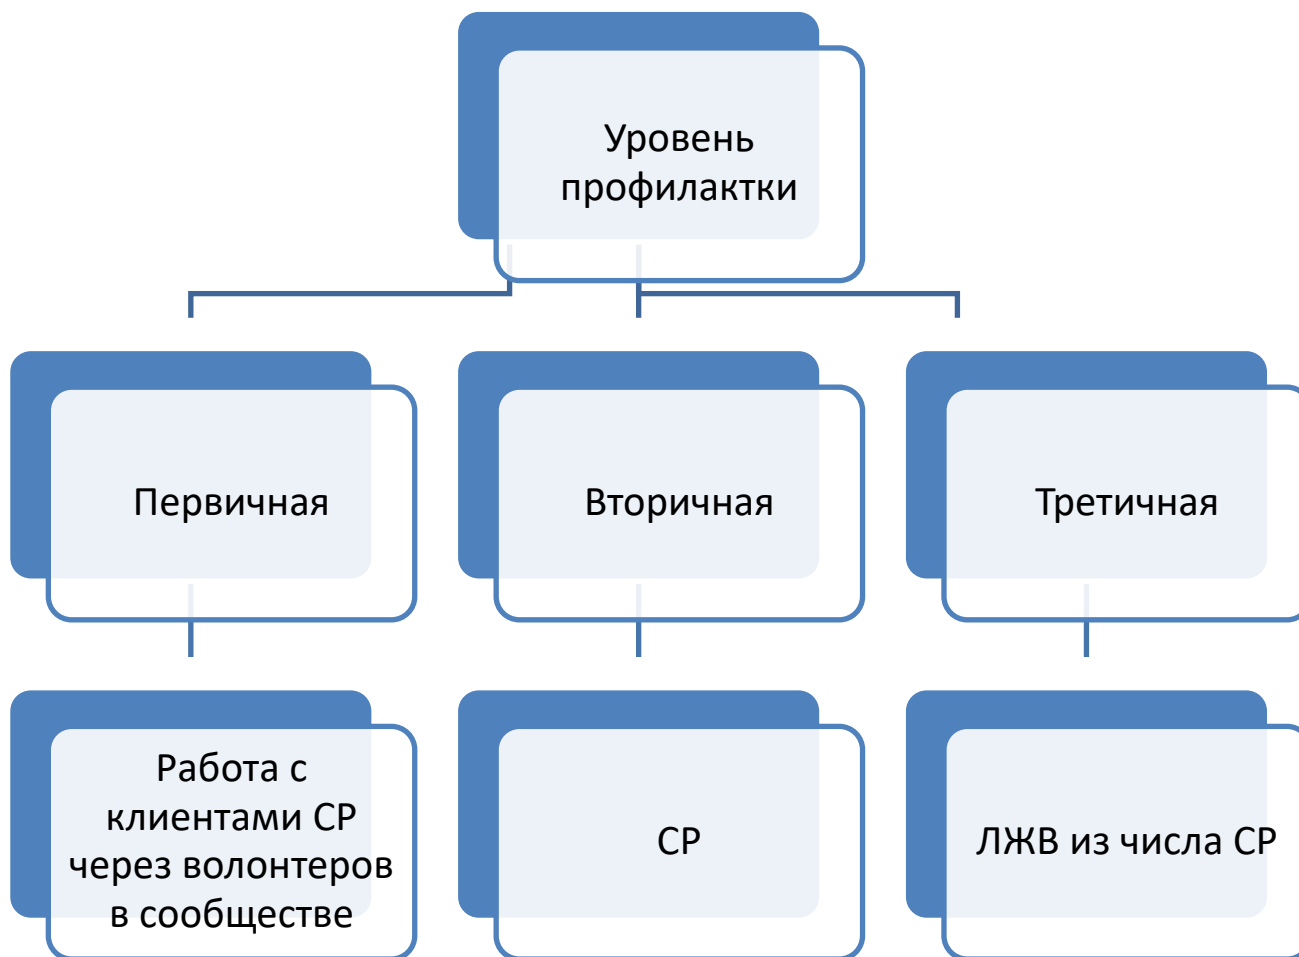 Уровень
профилактки
Первичная
Вторичная
Третичная
Работа с
клиентами СР
через волонтеров
в сообществе
СР
ЛЖВ из числа СР